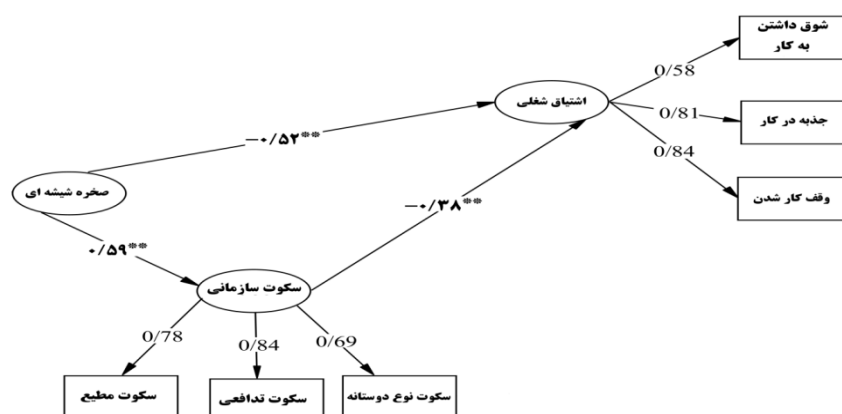 شوق داشتن
به کار
0/58
اشتیاق شغلی
0/81
جذبه در کار
−۰/۵۲**
0/84
صخره شیشه ای
وقف کار شدن
−۰/۳۸**
۰/۵۹**
سکوت سازمانی
0/78
0/84
0/69
سکوت نوع دوستانه
سکوت تدافعی
سکوت مطیع